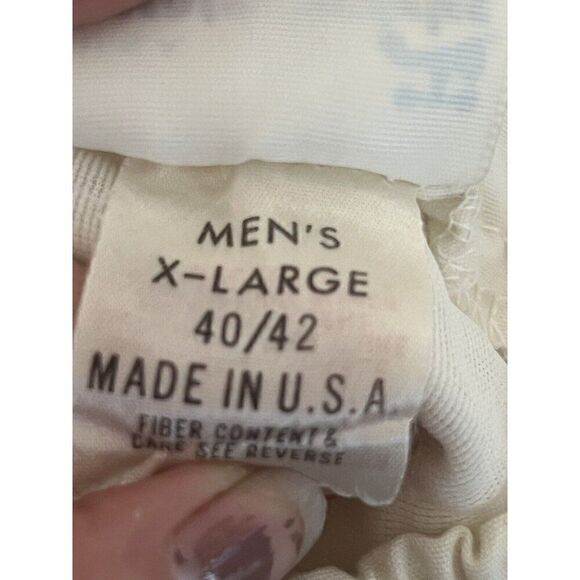 MEN'S
X-LARGE
40/42
MADE IN U.S.A.
FIBER CONTENT &
CARE SEE REVERSE